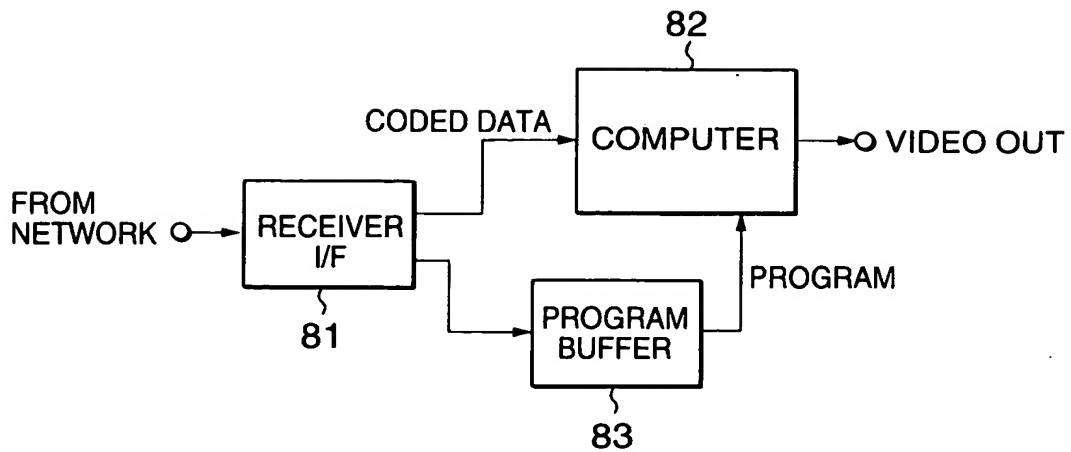 82
CODED DATA
COMPUTER
VIDEO OUT
FROM
NETWORK
RECEIVER
I/F
81
PROGRAM
PROGRAM
BUFFER
83